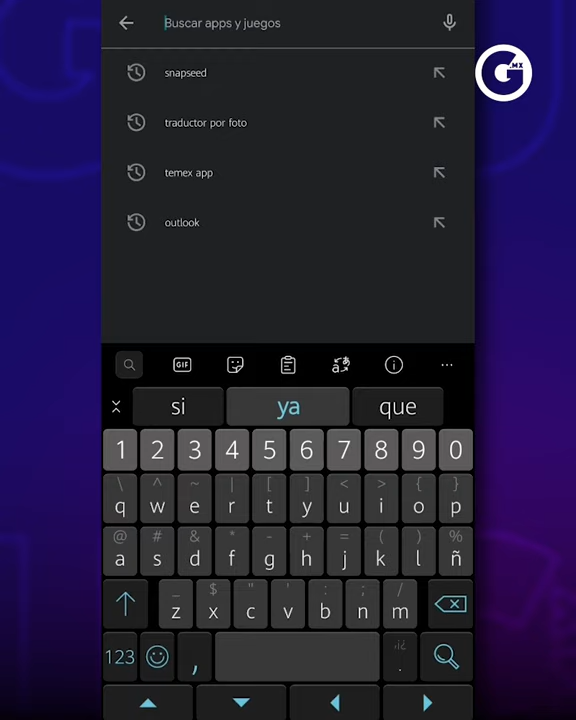 Buscar apps y juegos
G.MX
snapseed
traductor por foto
temex app
outlook
GIF
si ya que
1 2 3 4 5 6 7 8 9 0
\ ^ ~ | [ ] < > { }
q w e r t y u i o p
@ # & * - + = ( ) %
a s d f g h j k l ñ
$ " ' : ; /
z x c v b n m
123 , .